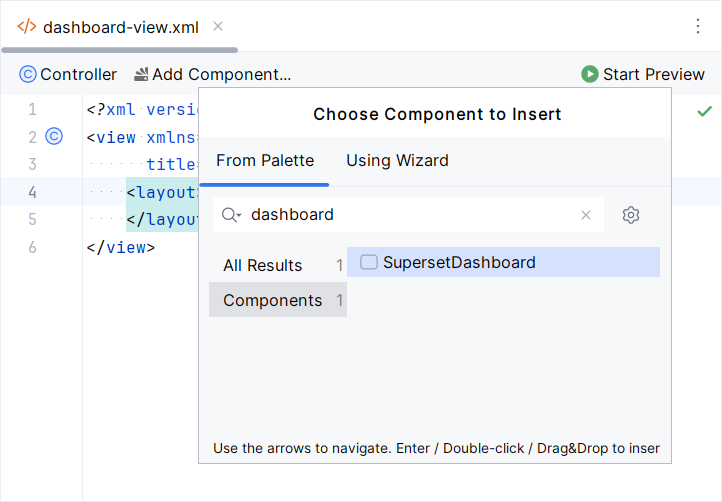 dashboard-view.xml
Controller Add Component... Start Preview
Choose Component to Insert
From Palette Using Wizard
dashboard
All Results 1
Components 1
SupersetDashboard
Use the arrows to navigate. Enter / Double-click / Drag&Drop to inser
1 <?xml versi
2 <view xmlns=
3 title=
4 <layout>
5 </layou
6 </view>